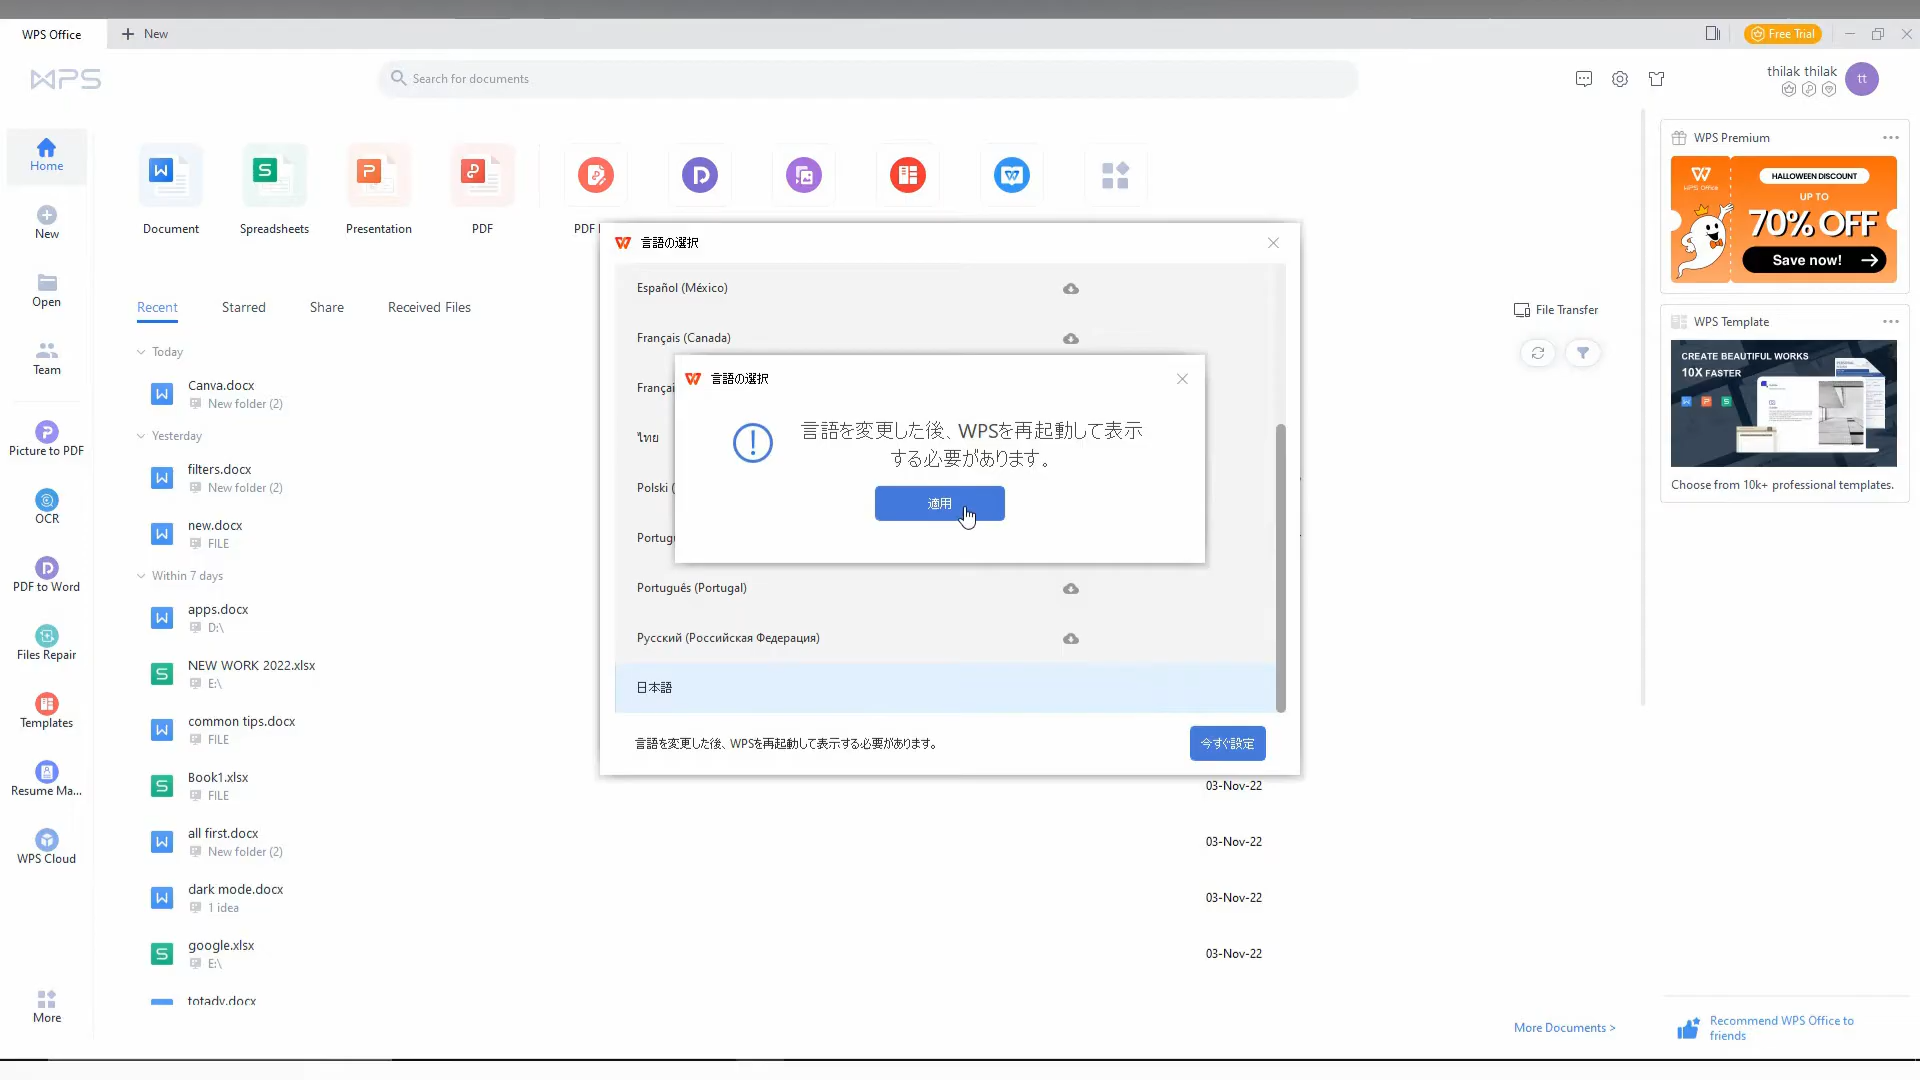 WPS Office
New
Free Trial
WPS
Search for documents
thilak thilak
tt
Home
New
Open
Team
Picture to PDF
OCR
PDF to Word
Files Repair
Templates
Resume Ma...
WPS Cloud
More
Document
Spreadsheets
Presentation
PDF
PDF
Recent
Starred
Share
Received Files
File Transfer
Today
Canva.docx
New folder (2)
Yesterday
filters.docx
New folder (2)
new.docx
FILE
Within 7 days
apps.docx
D:\
NEW WORK 2022.xlsx
E:\
common tips.docx
FILE
Book1.xlsx
FILE
03-Nov-22
all first.docx
New folder (2)
03-Nov-22
dark mode.docx
1 idea
03-Nov-22
google.xlsx
E:\
03-Nov-22
totadv.docx
More Documents >
言語の選択
Español (México)
Français (Canada)
Françai
ไทย
Polski (
Portugu
Português (Portugal)
Русский (Российская Федерация)
日本語
言語を変更した後、WPSを再起動して表示する必要があります。
今すぐ設定
言語の選択
言語を変更した後、WPSを再起動して表示
する必要があります。
適用
WPS Premium
WPS Office
HALLOWEEN DISCOUNT
UP TO
70% OFF
Save now!
WPS Template
CREATE BEAUTIFUL WORKS
10X FASTER
Choose from 10k+ professional templates.
Recommend WPS Office to
friends